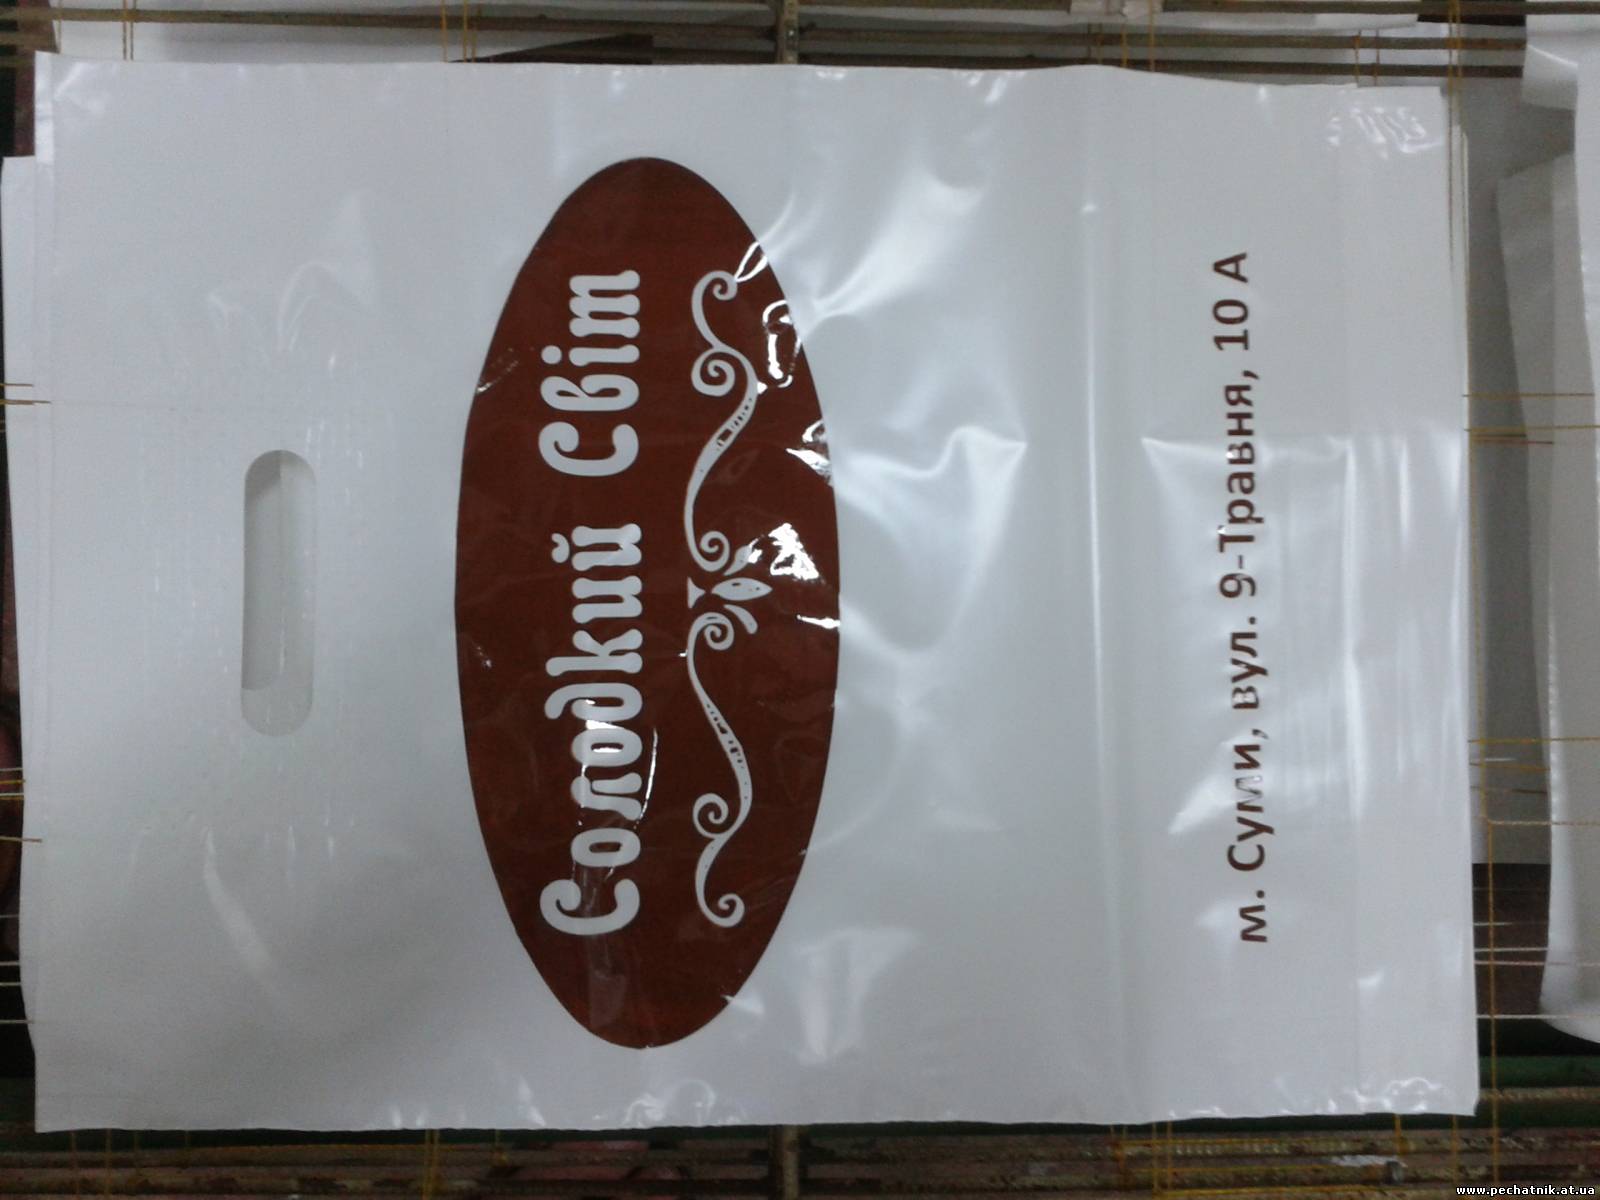 Солодкий Світ
м. Суми, вул. 9-Травня, 10 А
www.pechatnik.at.ua